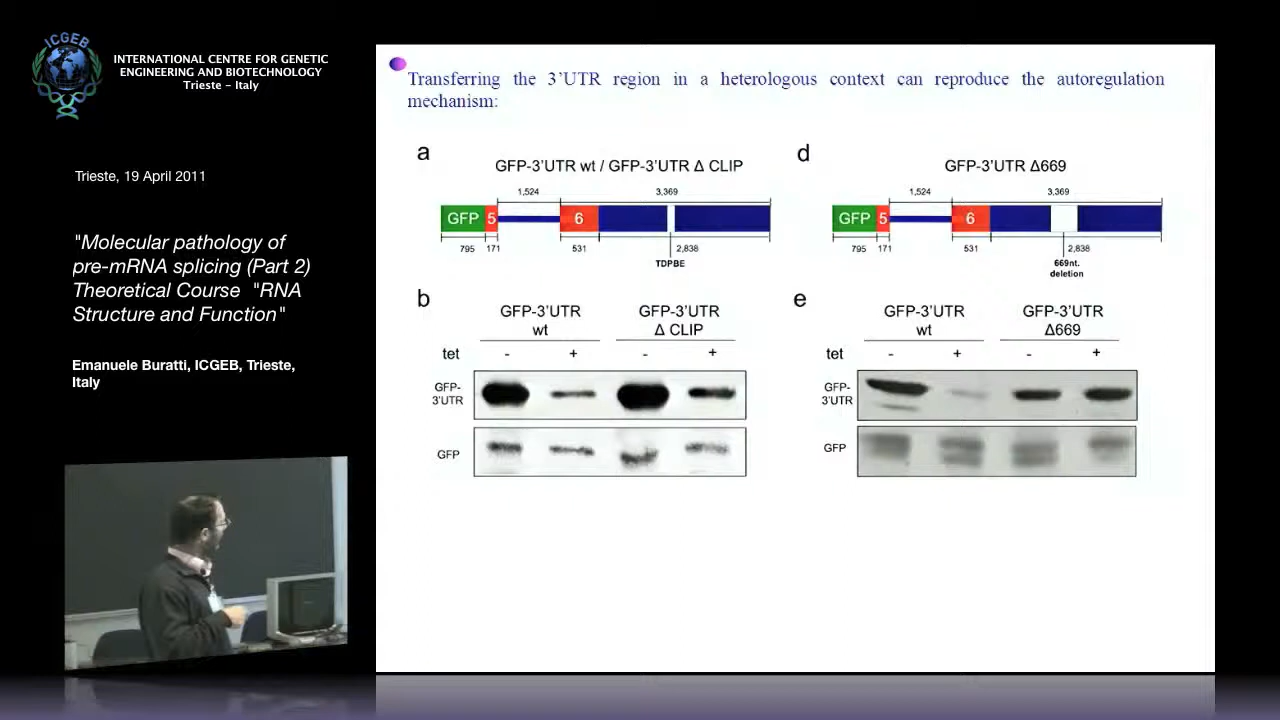 ICGEB
INTERNATIONAL CENTRE FOR GENETIC
ENGINEERING AND BIOTECHNOLOGY
Trieste - Italy
Trieste, 19 April 2011
"Molecular pathology of
pre-mRNA splicing (Part 2)
Theoretical Course "RNA
Structure and Function"
Emanuele Buratti, ICGEB, Trieste,
Italy
Transferring the 3'UTR region in a heterologous context can reproduce the autoregulation
mechanism:
a
GFP-3'UTR wt / GFP-3'UTR Δ CLIP
1,524 3,369
GFP 5 6
795 171 531 2,838
TDPBE
b
GFP-3'UTR
wt
GFP-3'UTR
Δ CLIP
tet - + - +
GFP-
3'UTR
GFP
d
GFP-3'UTR Δ669
1,524 3,369
GFP 5 6
795 171 531 2,838
669nt.
deletion
e
GFP-3'UTR
wt
GFP-3'UTR
Δ669
tet - + - +
GFP-
3'UTR
GFP